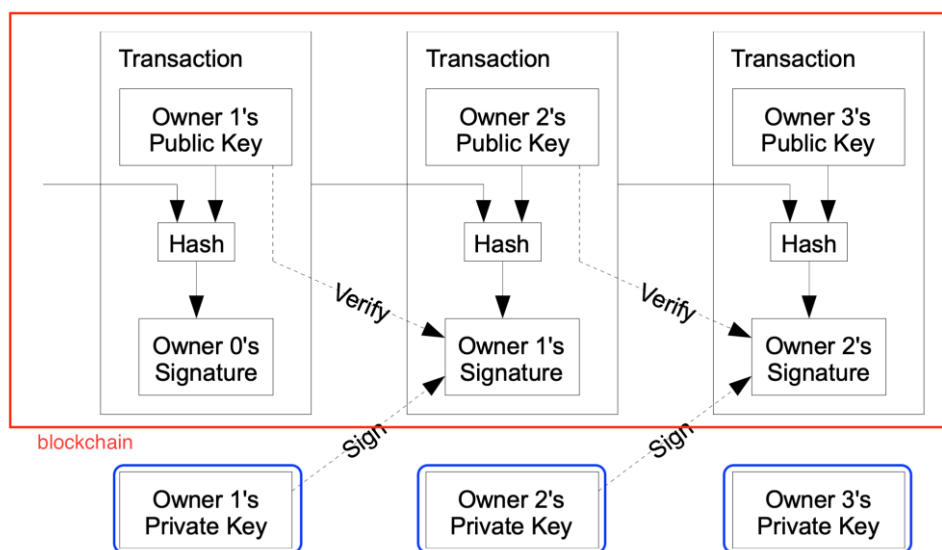 Transaction
Owner 1's
Public Key
Hash
Owner 0's
Signature
Transaction
Owner 2's
Public Key
Hash
Verify
Owner 1's
Signature
Transaction
Owner 3's
Public Key
Hash
Verify
Owner 2's
Signature
blockchain
Sign
Sign
Owner 1's
Private Key
Owner 2's
Private Key
Owner 3's
Private Key